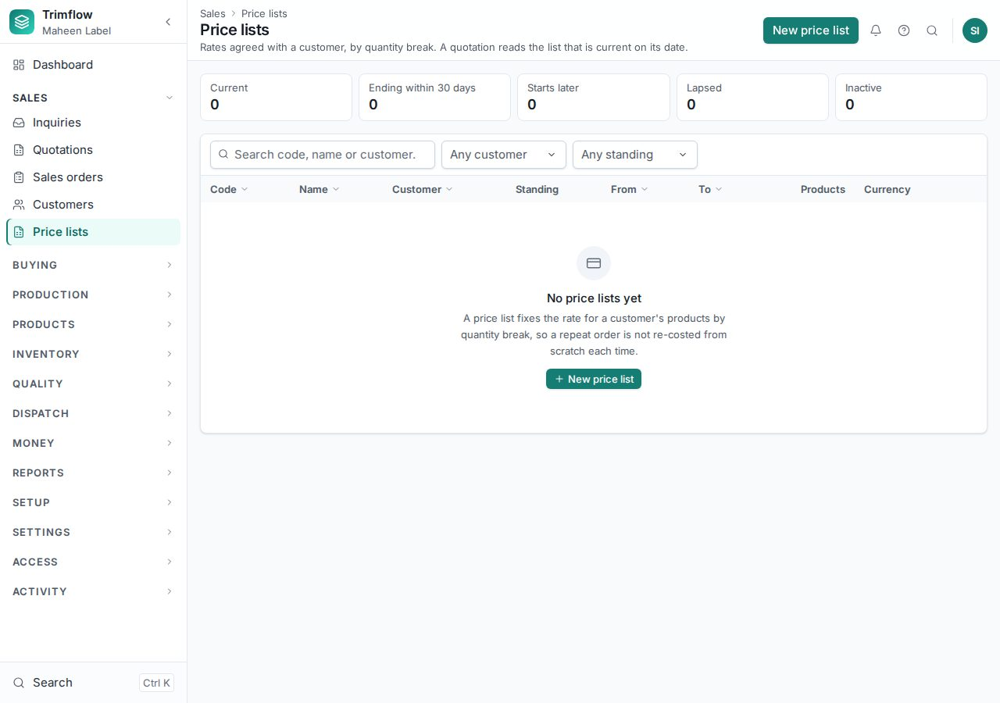 Trimflow
Maheen Label
Dashboard
SALES
Inquiries
Quotations
Sales orders
Customers
Price lists
BUYING
PRODUCTION
PRODUCTS
INVENTORY
QUALITY
DISPATCH
MONEY
REPORTS
SETUP
SETTINGS
ACCESS
ACTIVITY
Search Ctrl K
Sales Price lists
Price lists
Rates agreed with a customer, by quantity break. A quotation reads the list that is current on its date.
New price list
SI
Current
0
Ending within 30 days
0
Starts later
0
Lapsed
0
Inactive
0
Search code, name or customer.
Any customer
Any standing
Code Name Customer Standing From To Products Currency
No price lists yet
A price list fixes the rate for a customer's products by
quantity break, so a repeat order is not re-costed from
scratch each time.
New price list